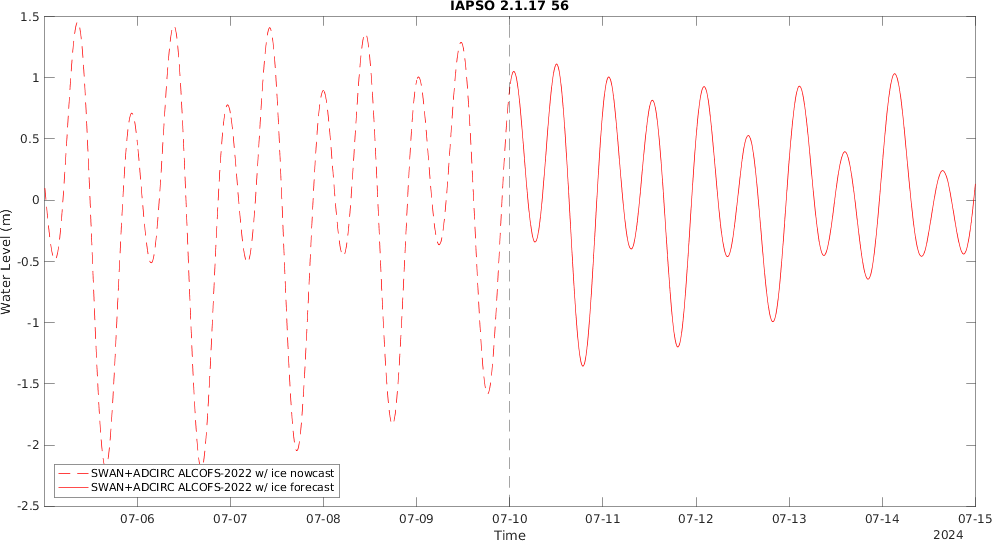 IAPSO 2.1.17 56
1.5
1
0.5
0
-0.5
-1
-1.5
-2
-2.5
Water Level (m)
SWAN+ADCIRC ALCOFS-2022 w/ ice nowcast
SWAN+ADCIRC ALCOFS-2022 w/ ice forecast
07-06 07-07 07-08 07-09 07-10 07-11 07-12 07-13 07-14 07-15
Time
2024